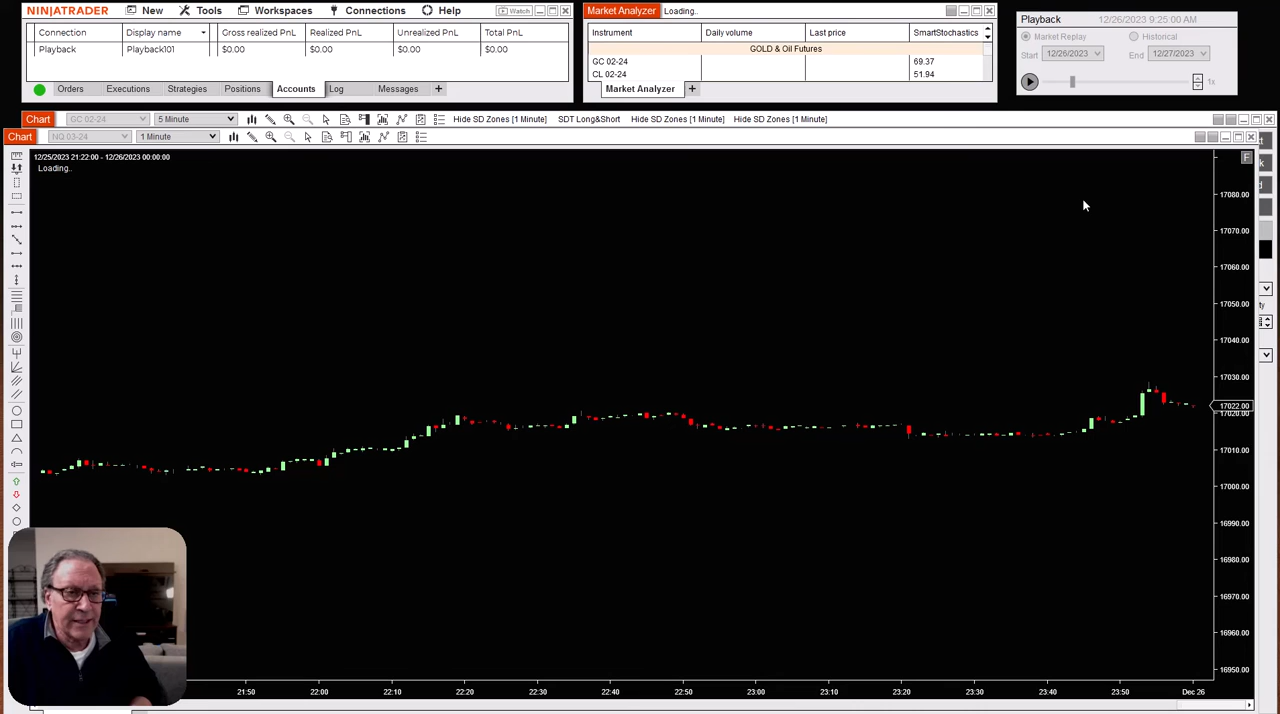 NINJATRADER New Tools Workspaces Connections Help Watch
Connection Display name Gross realized PnL Realized PnL Unrealized PnL Total PnL
Playback Playback101 $0.00 $0.00 $0.00 $0.00
Orders Executions Strategies Positions Accounts Log Messages +
Market Analyzer Loading..
Instrument Daily volume Last price SmartStochastics
GOLD & Oil Futures
GC 02-24 69.37
CL 02-24 51.94
Market Analyzer +
Playback 12/26/2023 9:25:00 AM
Market Replay Historical
Start 12/26/2023 End 12/27/2023
1x
Chart GC 02-24 5 Minute Hide SD Zones [1 Minute] SDT Long&Short Hide SD Zones [1 Minute] Hide SD Zones [1 Minute]
Chart NQ 03-24 1 Minute
12/25/2023 21:22:00 - 12/26/2023 00:00:00
Loading..
F
17080.00
17070.00
17060.00
17050.00
17040.00
17030.00
17022.00
17020.00
17010.00
17000.00
16990.00
16980.00
16970.00
16960.00
16950.00
21:50 22:00 22:10 22:20 22:30 22:40 22:50 23:00 23:10 23:20 23:30 23:40 23:50 Dec 26